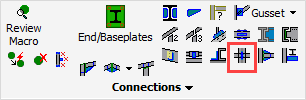 Review
Macro
End/Baseplates
Gusset
Connections